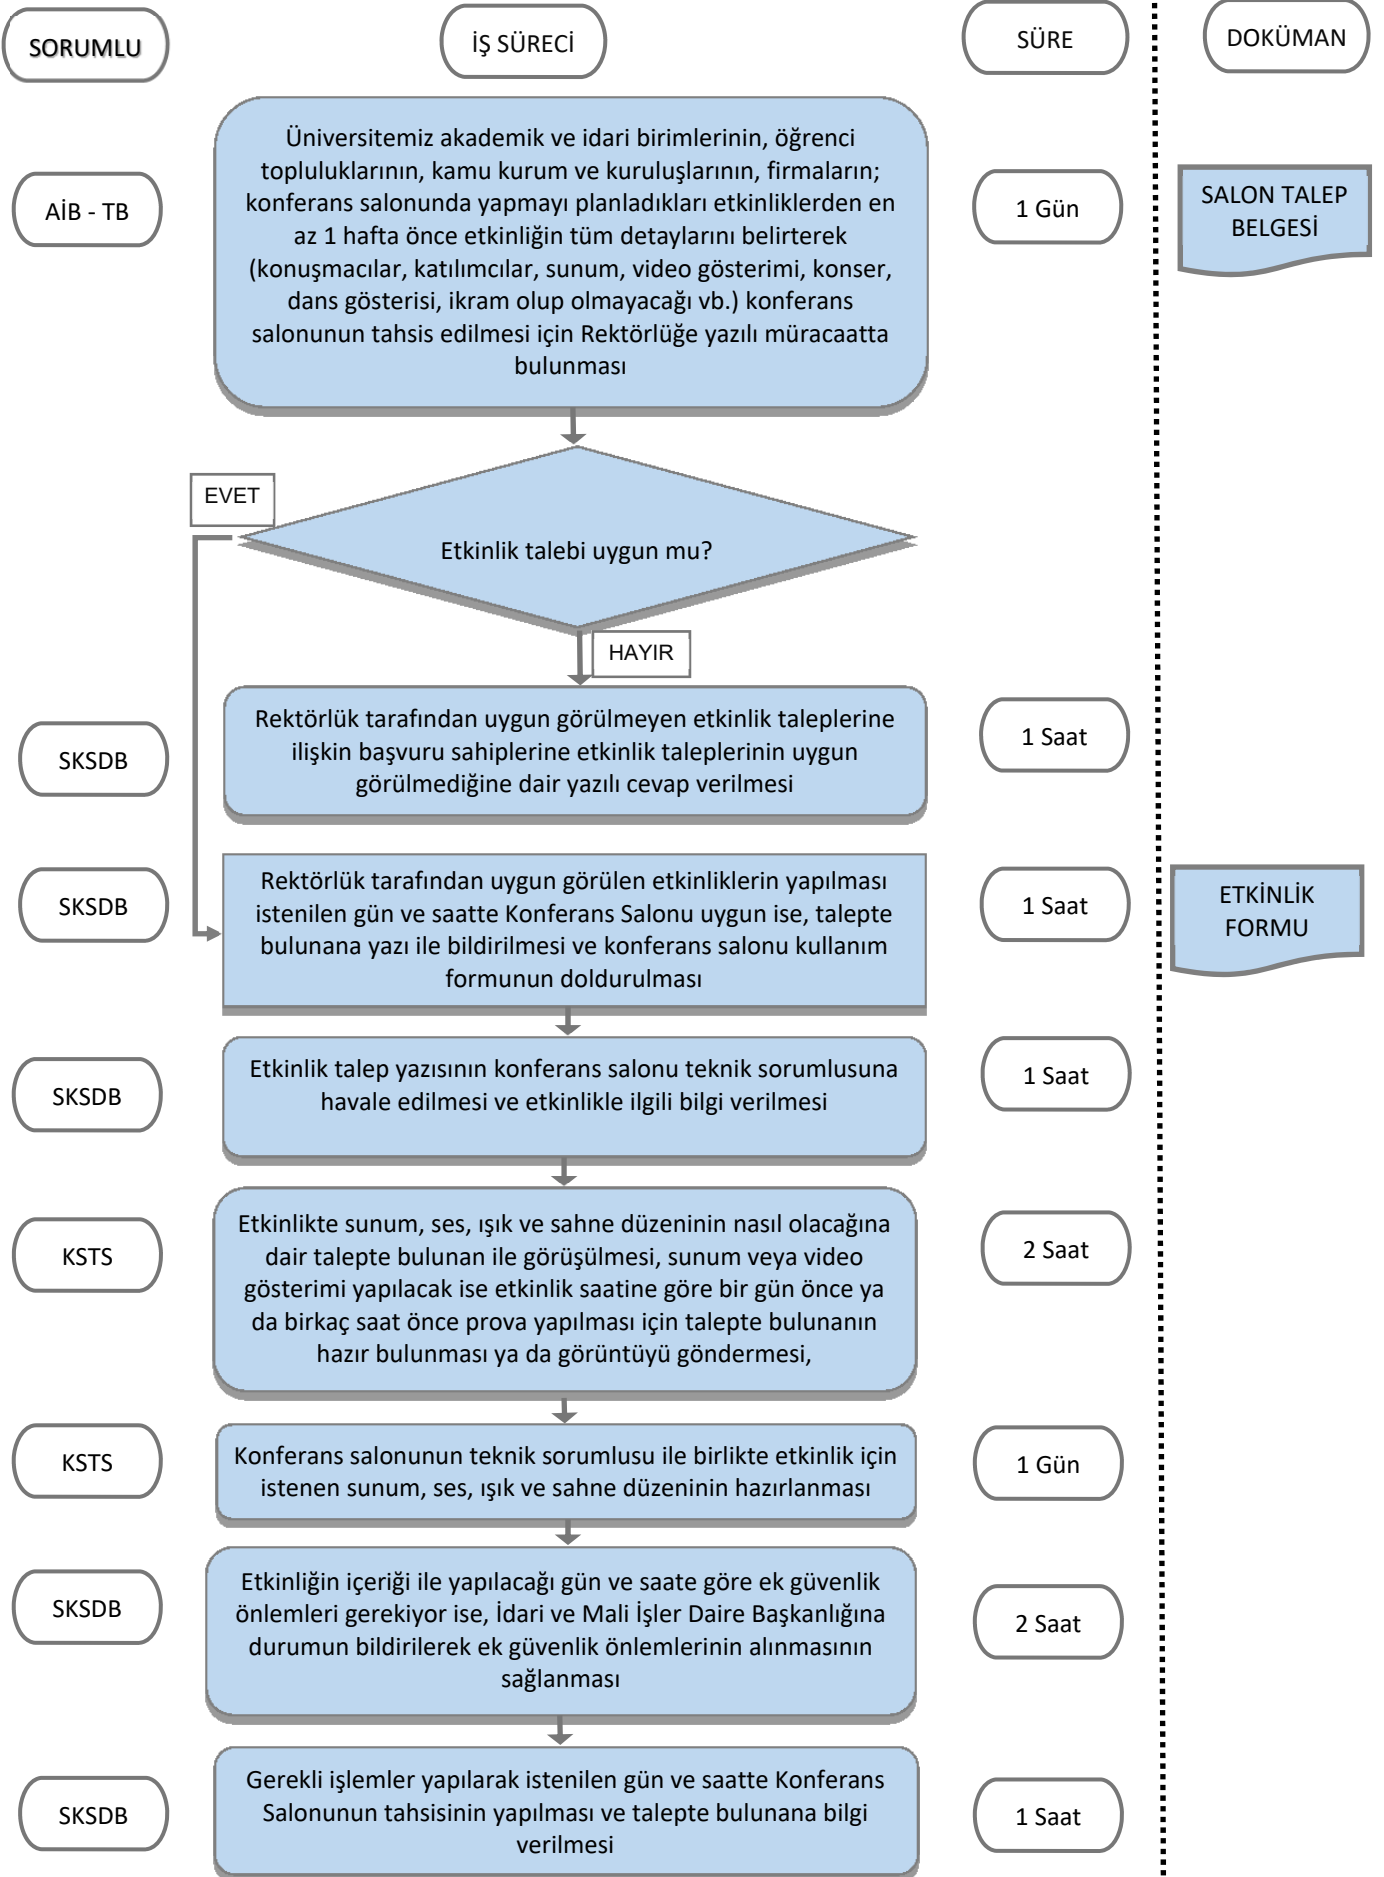 SORUMLU
İŞ SÜRECİ
SÜRE
DOKÜMAN
AİB - TB
Üniversitemiz akademik ve idari birimlerinin, öğrenci
topluluklarının, kamu kurum ve kuruluşlarının, firmaların;
konferans salonunda yapmayı planladıkları etkinliklerden en
az 1 hafta önce etkinliğin tüm detaylarını belirterek
(konuşmacılar, katılımcılar, sunum, video gösterimi, konser,
dans gösterisi, ikram olup olmayacağı vb.) konferans
salonunun tahsis edilmesi için Rektörlüğe yazılı müracaatta
bulunması
1 Gün
SALON TALEP
BELGESİ
EVET
Etkinlik talebi uygun mu?
HAYIR
SKSDB
Rektörlük tarafından uygun görülmeyen etkinlik taleplerine
ilişkin başvuru sahiplerine etkinlik taleplerinin uygun
görülmediğine dair yazılı cevap verilmesi
1 Saat
SKSDB
Rektörlük tarafından uygun görülen etkinliklerin yapılması
istenilen gün ve saatte Konferans Salonu uygun ise, talepte
bulunana yazı ile bildirilmesi ve konferans salonu kullanım
formunun doldurulması
1 Saat
ETKİNLİK
FORMU
SKSDB
Etkinlik talep yazısının konferans salonu teknik sorumlusuna
havale edilmesi ve etkinlikle ilgili bilgi verilmesi
1 Saat
KSTS
Etkinlikte sunum, ses, ışık ve sahne düzeninin nasıl olacağına
dair talepte bulunan ile görüşülmesi, sunum veya video
gösterimi yapılacak ise etkinlik saatine göre bir gün önce ya
da birkaç saat önce prova yapılması için talepte bulunanın
hazır bulunması ya da görüntüyü göndermesi,
2 Saat
KSTS
Konferans salonunun teknik sorumlusu ile birlikte etkinlik için
istenen sunum, ses, ışık ve sahne düzeninin hazırlanması
1 Gün
SKSDB
Etkinliğin içeriği ile yapılacağı gün ve saate göre ek güvenlik
önlemleri gerekiyor ise, İdari ve Mali İşler Daire Başkanlığına
durumun bildirilerek ek güvenlik önlemlerinin alınmasının
sağlanması
2 Saat
SKSDB
Gerekli işlemler yapılarak istenilen gün ve saatte Konferans
Salonunun tahsisinin yapılması ve talepte bulunana bilgi
verilmesi
1 Saat